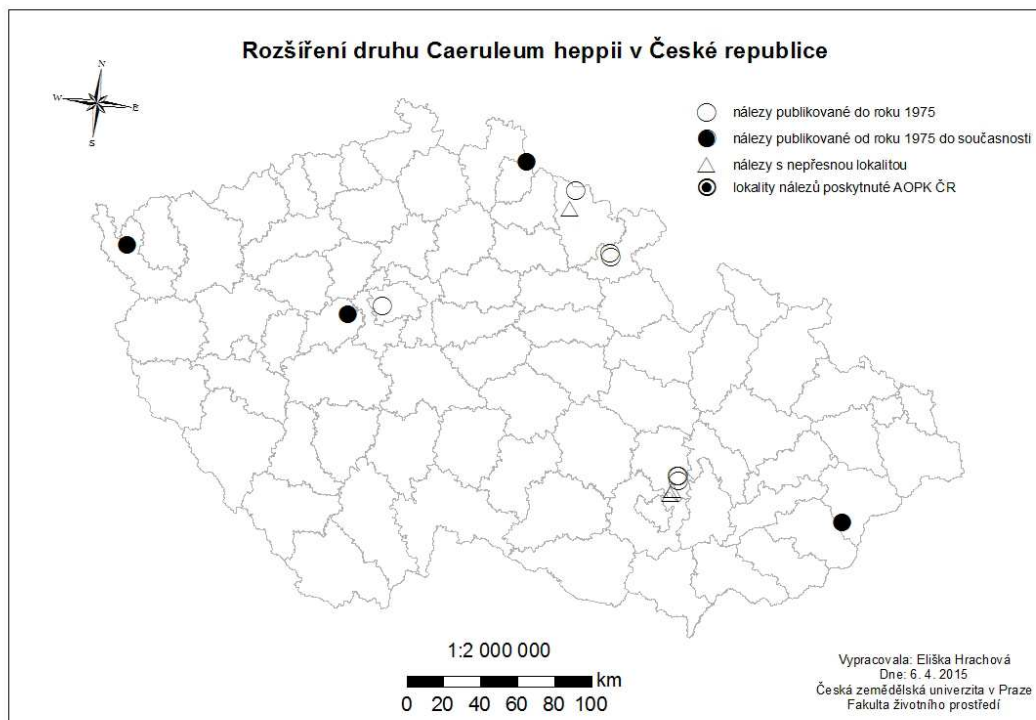 Rozšíření druhu Caeruleum heppii v České republice
N
W
E
S
nálezy publikované do roku 1975
nálezy publikované od roku 1975 do současnosti
nálezy s nepřesnou lokalitou
lokality nálezů poskytnuté AOPK ČR
1:2 000 000
km
0 20 40 60 80 100
Vypracovala: Eliška Hrachová
Dne: 6. 4. 2015
Česká zemědělská univerzita v Praze
Fakulta životního prostředí